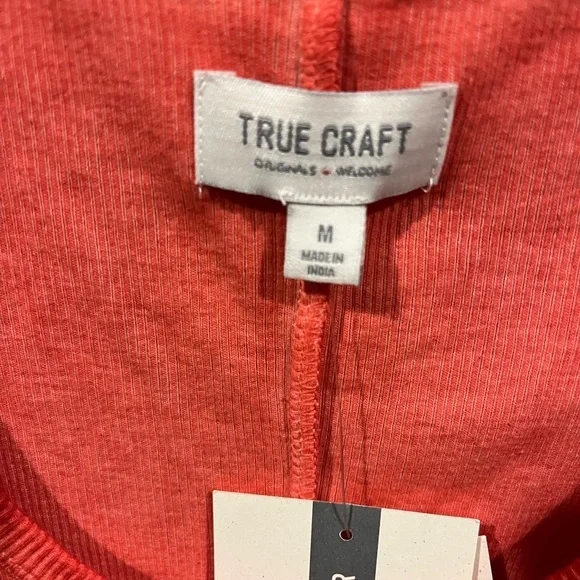 TRUE CRAFT
ORIGINALS WELCOME
M
MADE IN
INDIA
R